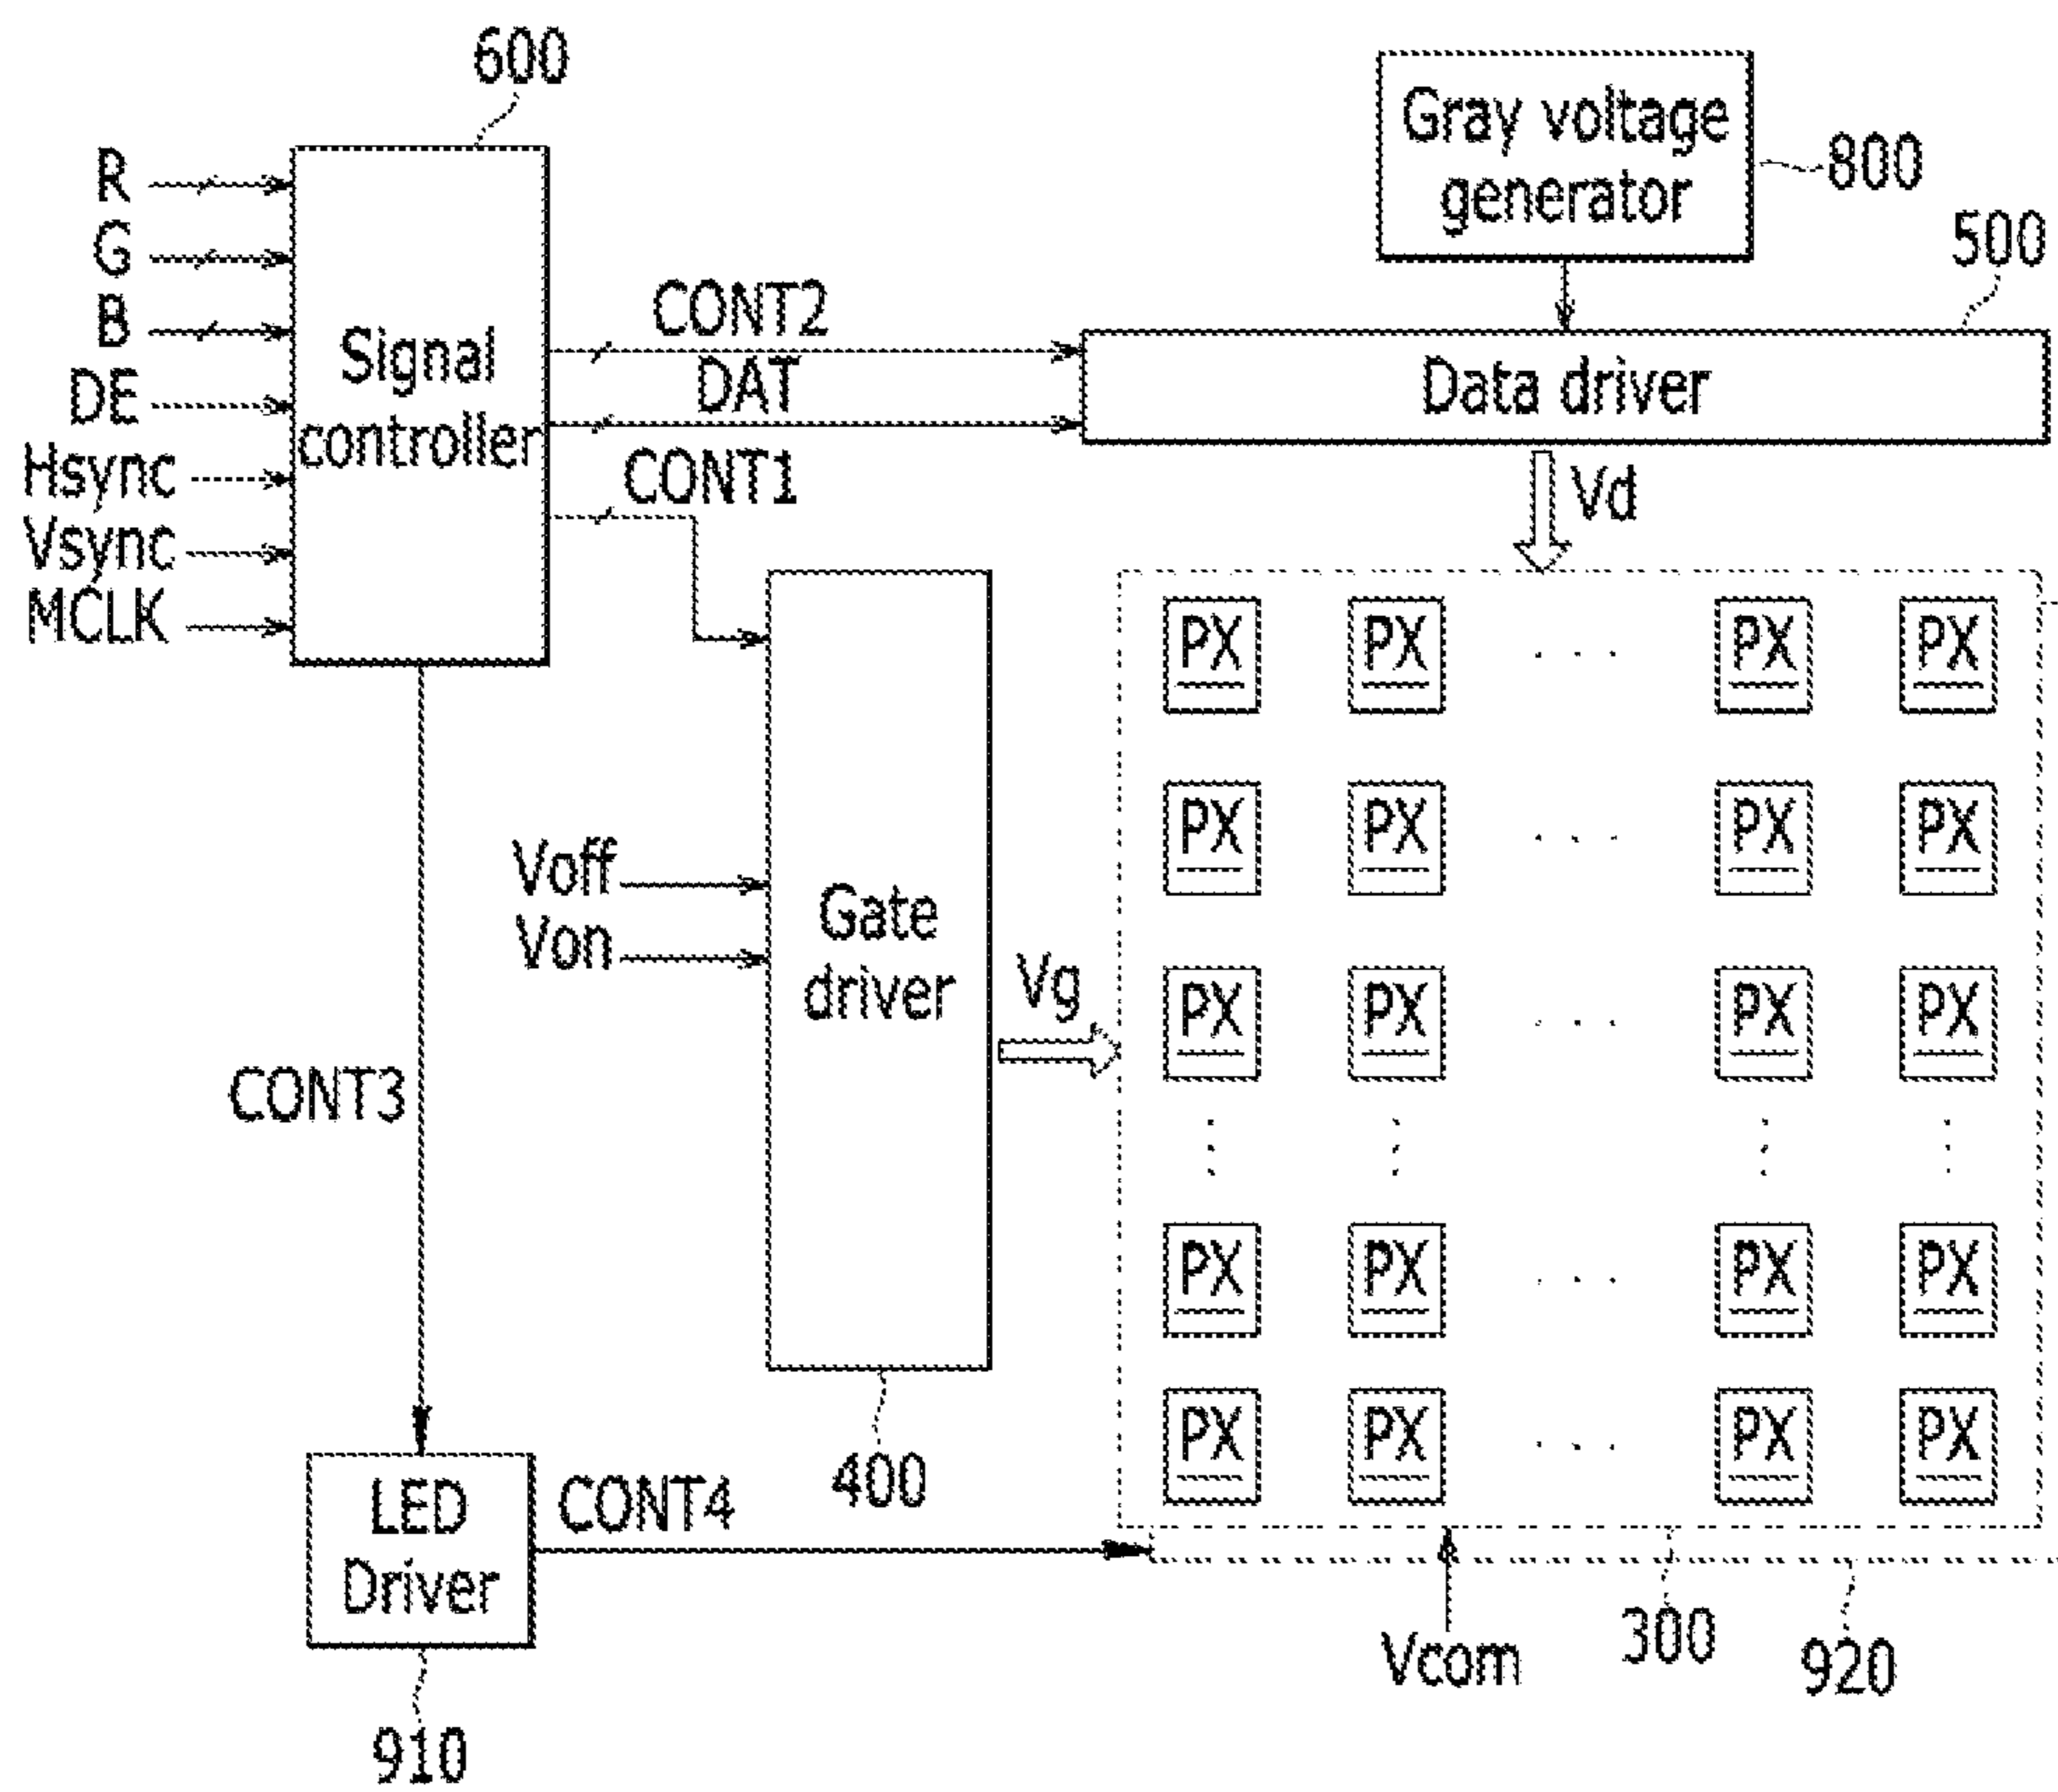 600
Gray voltage
generator
800
500
R
G
B
DE
Hsync
Vsync
MCLK
Signal
controller
CONT2
DAT
CONT1
Data driver
Vd
PX PX . . . PX PX
PX PX . . . PX PX
PX PX . . . PX PX
PX PX . . . PX PX
PX PX . . . PX PX
Voff
Von
Gate
driver
Vg
CONT3
400
LED
Driver
CONT4
Vcom
300
920
910